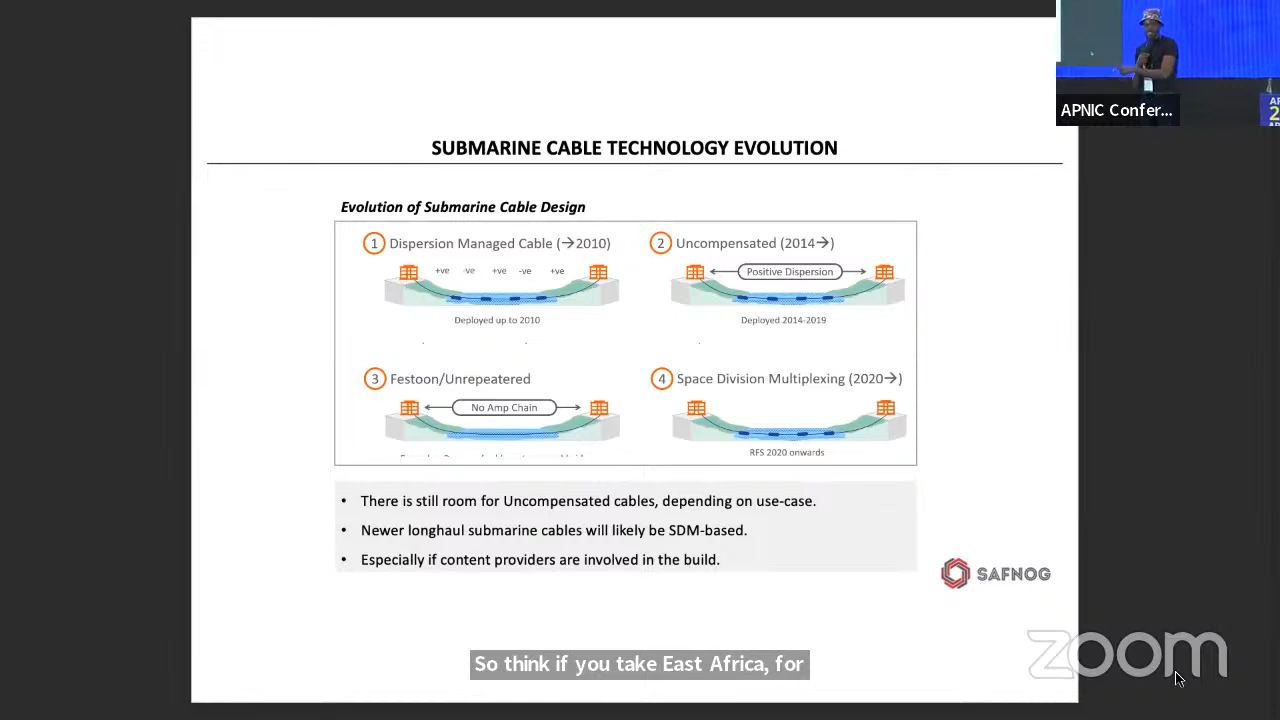 APNIC Confer...
SUBMARINE CABLE TECHNOLOGY EVOLUTION
Evolution of Submarine Cable Design
1 Dispersion Managed Cable (→2010)
+ve -ve +ve -ve +ve
Deployed up to 2010
2 Uncompensated (2014→)
Positive Dispersion
Deployed 2014-2019
3 Festoon/Unrepeatered
No Amp Chain
4 Space Division Multiplexing (2020→)
RFS 2020 onwards
• There is still room for Uncompensated cables, depending on use-case.
• Newer longhaul submarine cables will likely be SDM-based.
• Especially if content providers are involved in the build.
SAFNOG
zoom
So think if you take East Africa, for